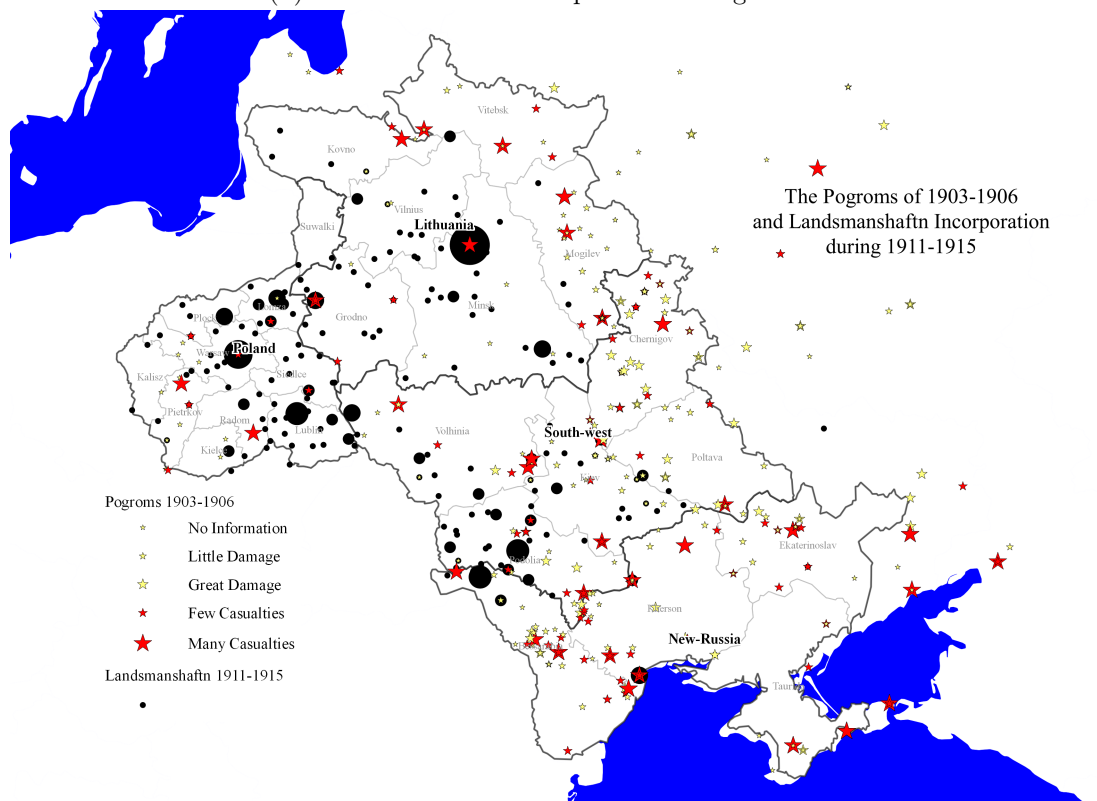 The Pogroms of 1903-1906
and Landsmanshaftn Incorporation
during 1911-1915
Vitebsk
Kovno
Vilnius
Lithuania
Suwalki
Mogilev
Minsk
Grodno
Plock
Chernigov
Warsaw
Poland
Kalisz
Siedlce
Pietrkov
Radom
Lublin
Kielce
Volhinia
South-west
Kiev
Poltava
Podolia
Ekaterinoslav
Kherson
New-Russia
Pogroms 1903-1906
No Information
Little Damage
Great Damage
Few Casualties
Many Casualties
Landsmanshaftn 1911-1915